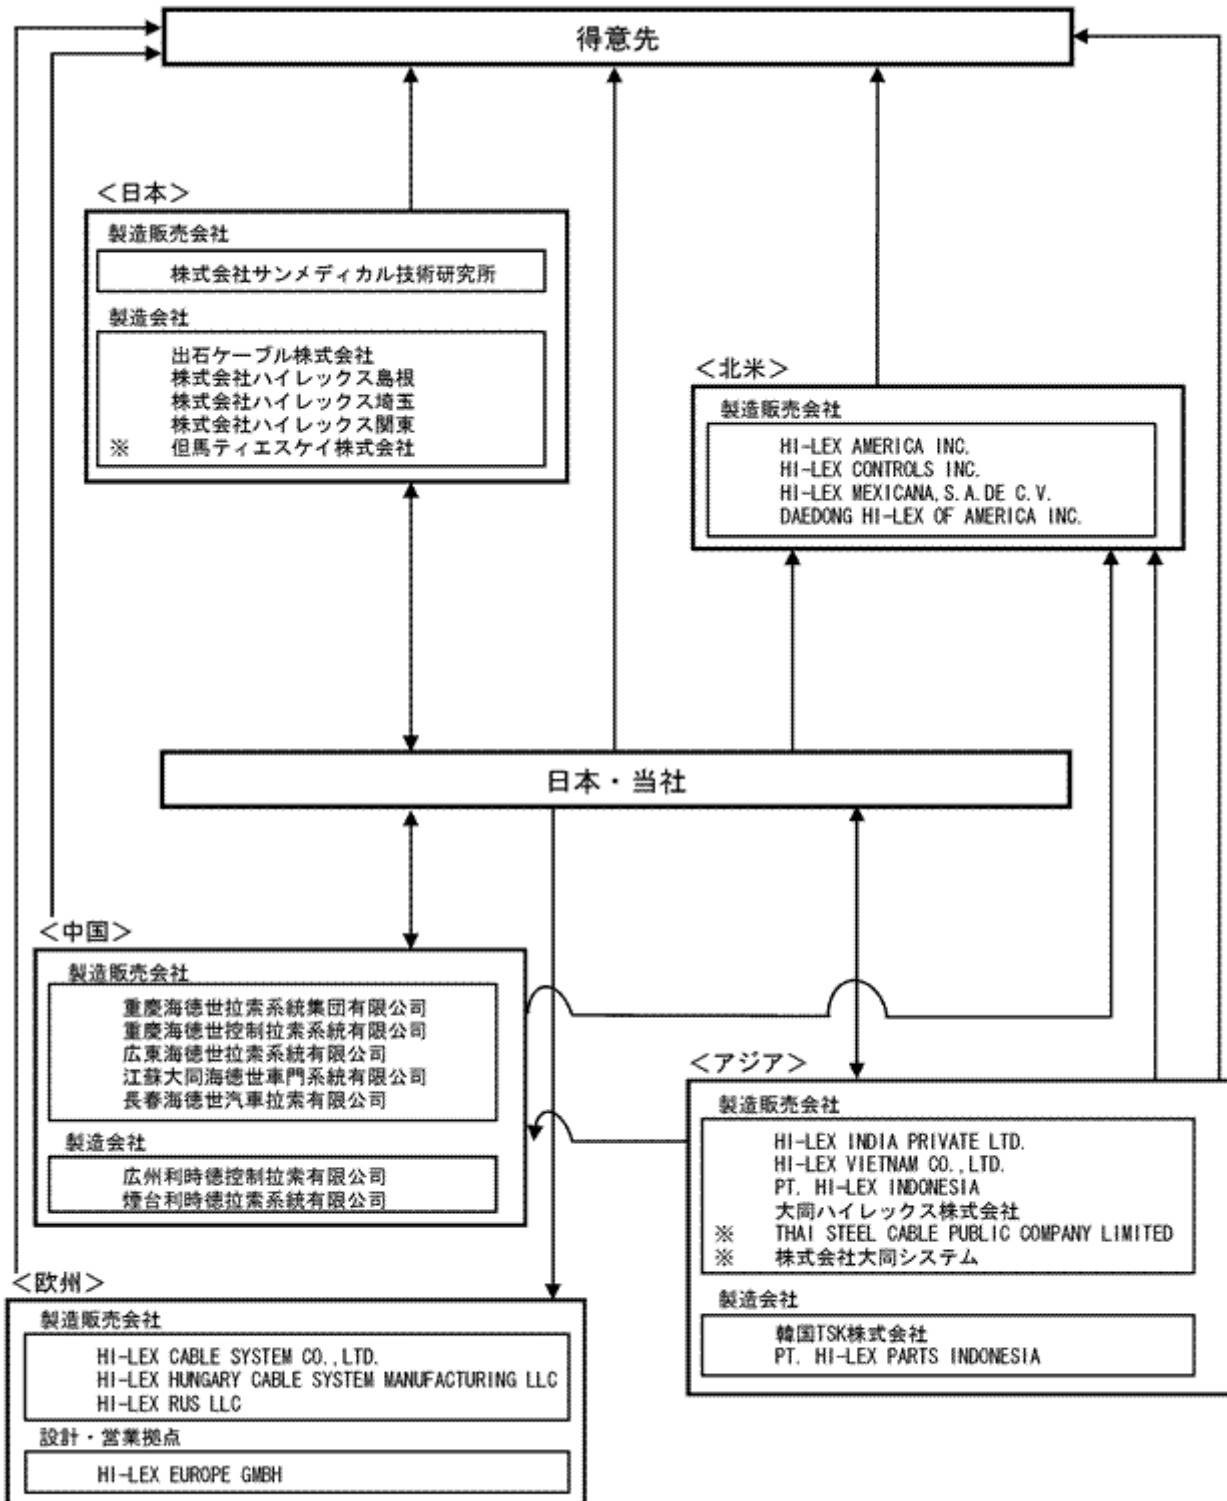 得意先
＜日本＞
製造販売会社
株式会社サンメディカル技術研究所
製造会社
出石ケーブル株式会社
株式会社ハイレックス島根
株式会社ハイレックス埼玉
株式会社ハイレックス関東
※ 但馬ティエスケイ株式会社
＜北米＞
製造販売会社
HI-LEX AMERICA INC.
HI-LEX CONTROLS INC.
HI-LEX MEXICANA,S.A.DE C.V.
DAEDONG HI-LEX OF AMERICA INC.
日本・当社
＜中国＞
製造販売会社
重慶海徳世拉索系統集団有限公司
重慶海徳世控制拉索系統有限公司
広東海徳世拉索系統有限公司
江蘇大同海徳世車門系統有限公司
長春海徳世汽車拉索有限公司
製造会社
広州利時徳控制拉索有限公司
煙台利時徳拉索系統有限公司
＜アジア＞
製造販売会社
HI-LEX INDIA PRIVATE LTD.
HI-LEX VIETNAM CO.,LTD.
PT. HI-LEX INDONESIA
大同ハイレックス株式会社
※ THAI STEEL CABLE PUBLIC COMPANY LIMITED
※ 株式会社大同システム
製造会社
韓国TSK株式会社
PT. HI-LEX PARTS INDONESIA
＜欧州＞
製造販売会社
HI-LEX CABLE SYSTEM CO.,LTD.
HI-LEX HUNGARY CABLE SYSTEM MANUFACTURING LLC
HI-LEX RUS LLC
設計・営業拠点
HI-LEX EUROPE GMBH